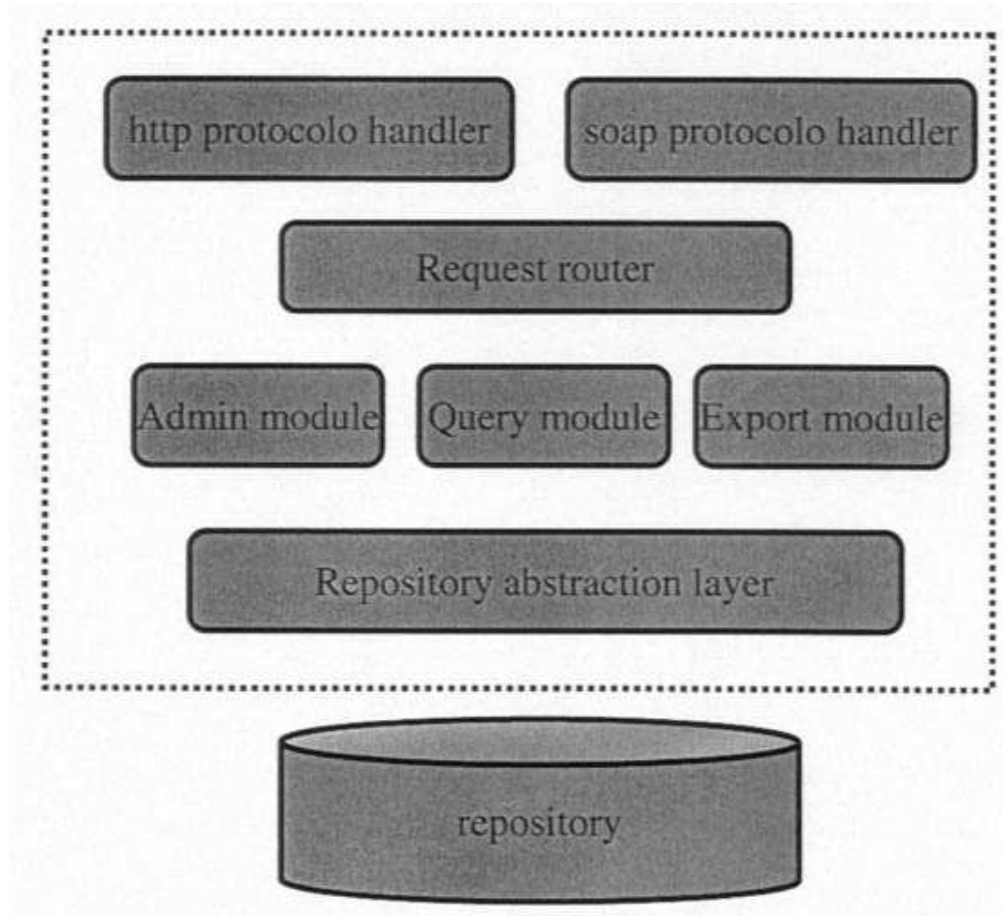 http protocolo handler
soap protocolo handler
Request router
Admin module
Query module
Export module
Repository abstraction layer
repository